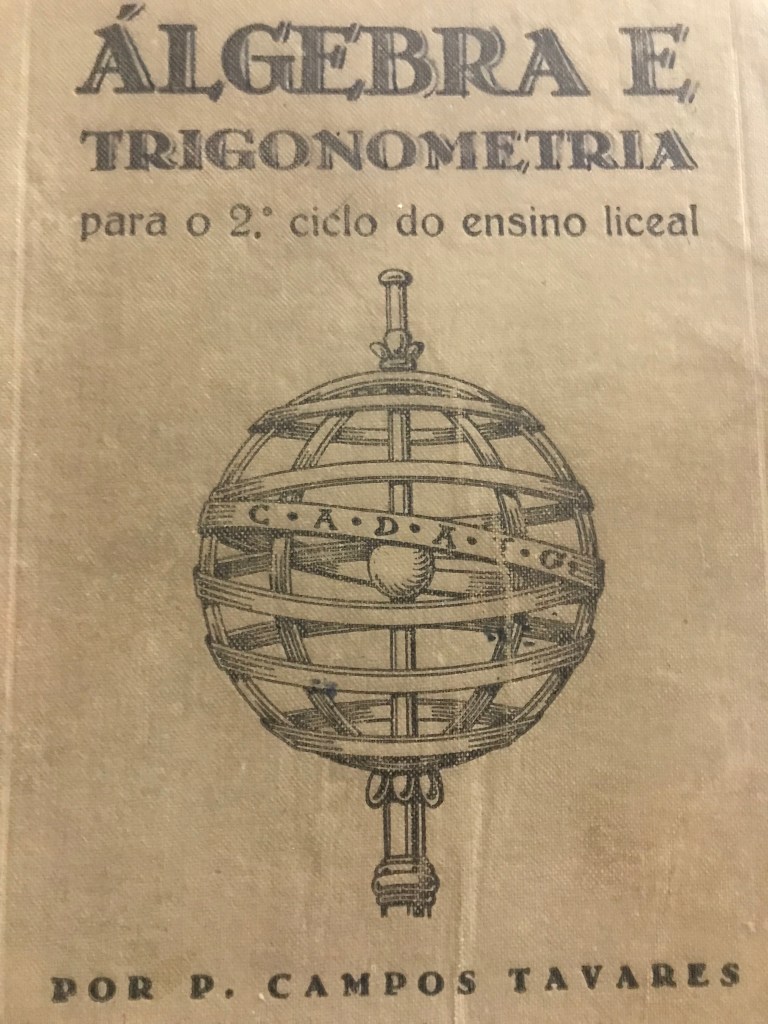 ÁLGEBRA E
TRIGONOMETRIA
para o 2.º ciclo do ensino liceal
C · A · D · A · · G
POR P. CAMPOS TAVARES